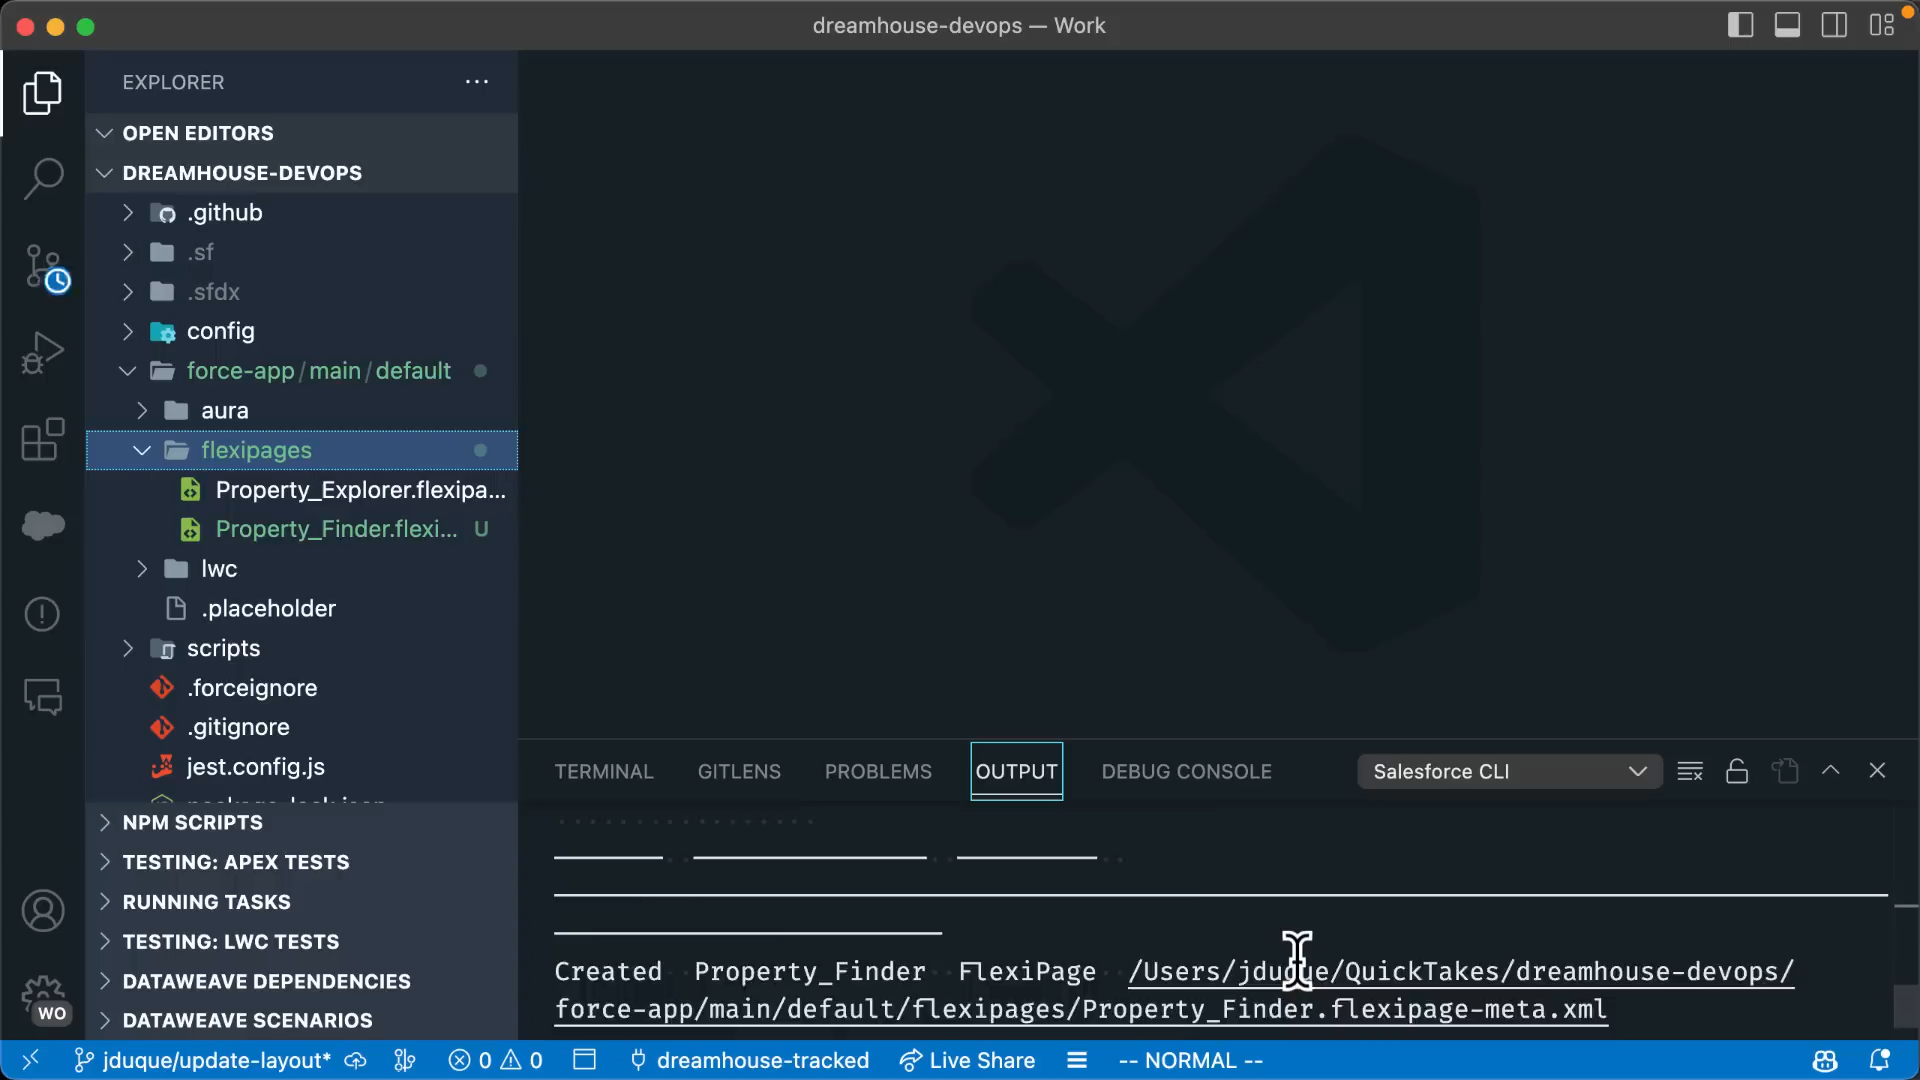 dreamhouse-devops — Work
EXPLORER
OPEN EDITORS
DREAMHOUSE-DEVOPS
.github
.sf
.sfdx
config
force-app/main/default
aura
flexipages
Property_Explorer.flexipa...
Property_Finder.flexi... U
lwc
.placeholder
scripts
.forceignore
.gitignore
jest.config.js
NPM SCRIPTS
TESTING: APEX TESTS
RUNNING TASKS
TESTING: LWC TESTS
DATAWEAVE DEPENDENCIES
DATAWEAVE SCENARIOS
WO
TERMINAL GITLENS PROBLEMS OUTPUT DEBUG CONSOLE Salesforce CLI
Created Property_Finder FlexiPage /Users/jduque/QuickTakes/dreamhouse-devops/
force-app/main/default/flexipages/Property_Finder.flexipage-meta.xml
jduque/update-layout* 0 0 dreamhouse-tracked Live Share -- NORMAL --